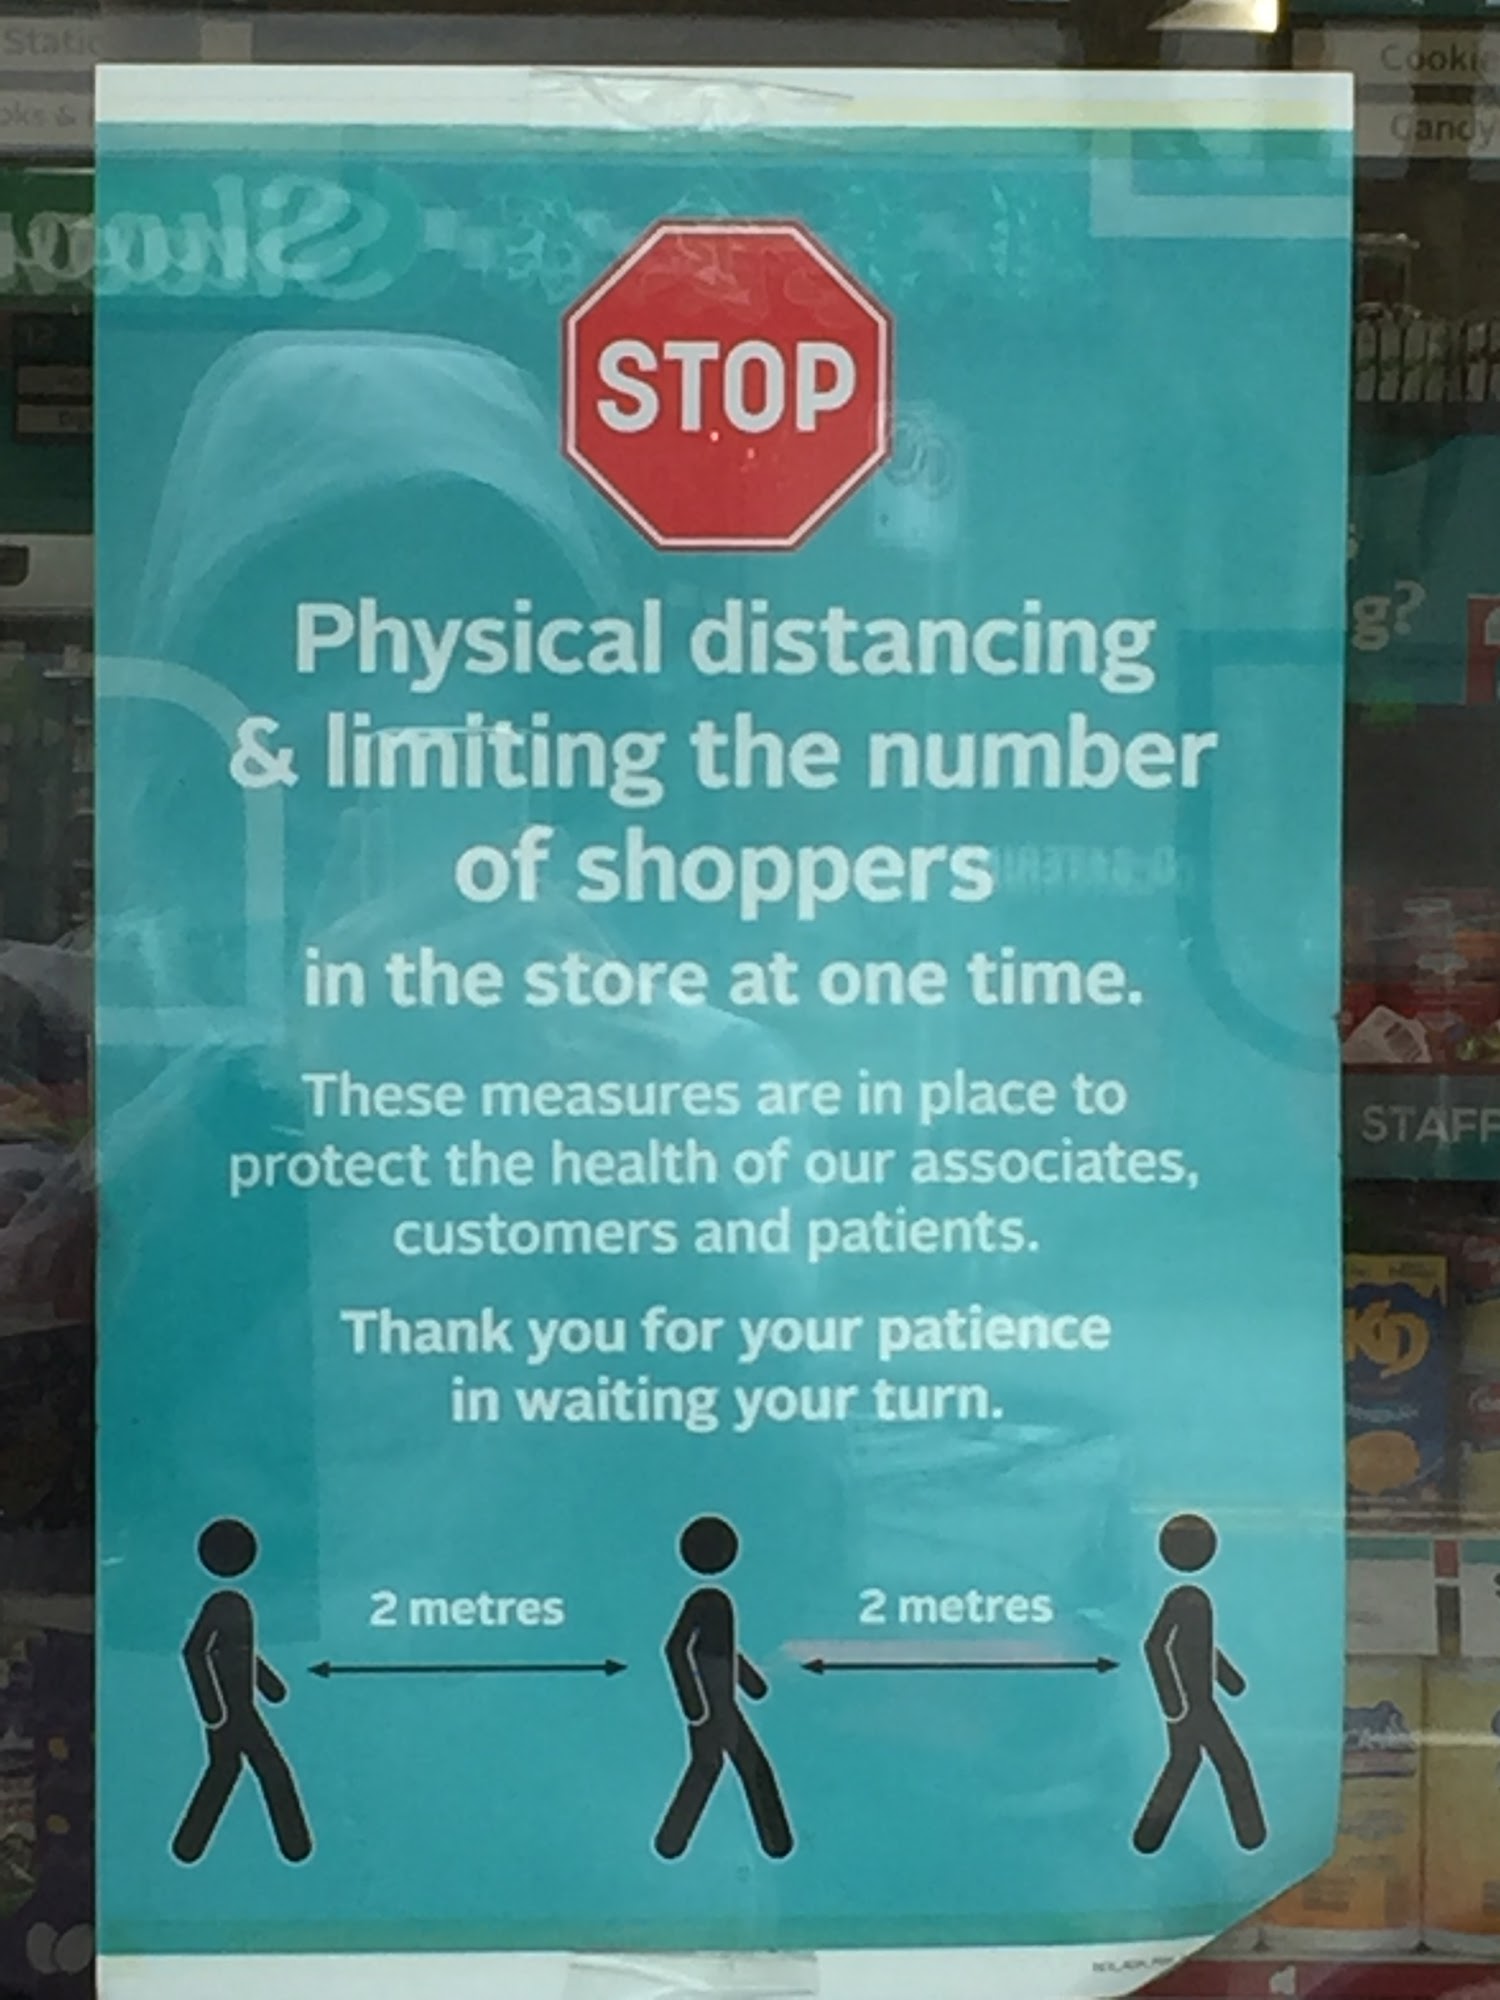 Cookie
Candy
STOP
Physical distancing
& limiting the number
of shoppers
in the store at one time.
These measures are in place to
protect the health of our associates,
customers and patients.
Thank you for your patience
in waiting your turn.
2 metres
2 metres
g?
STAFF
KD